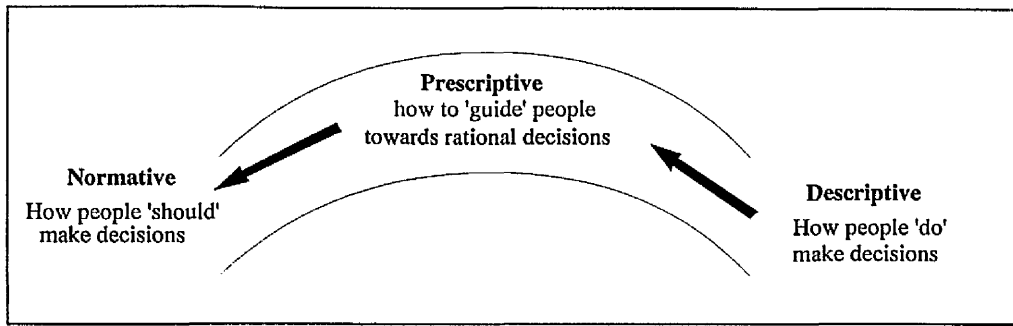 Prescriptive
how to 'guide' people
towards rational decisions
Normative
How people 'should'
make decisions
Descriptive
How people 'do'
make decisions